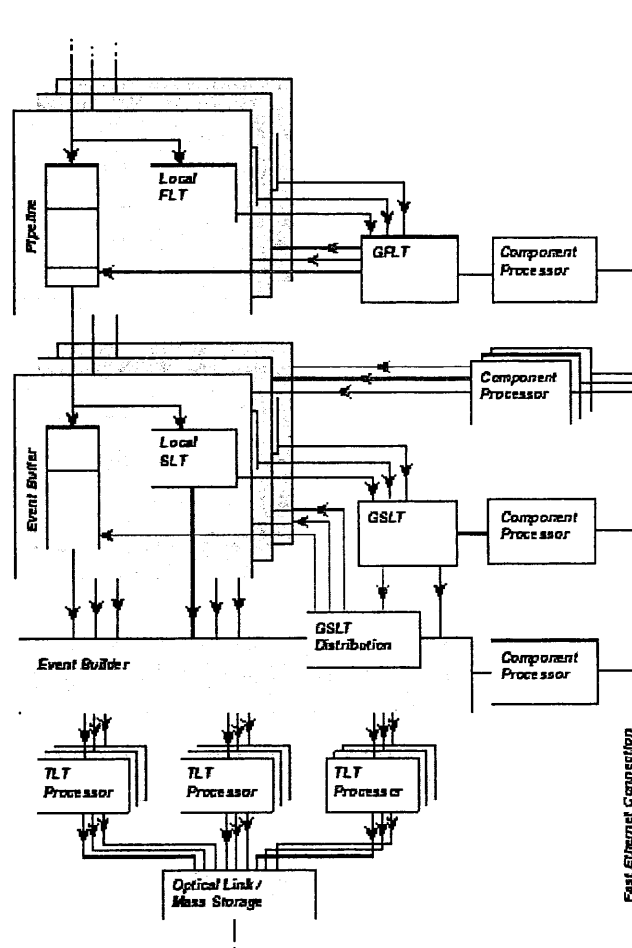 Local
FLT
Pipeline
GFLT
Component
Processor
Component
Processor
Local
SLT
Event Buffer
GSLT
Component
Processor
GSLT
Distribution
Event Builder
Component
Processor
TLT
Processor
TLT
Processor
TLT
Processor
Fast Ethernet Connection
Optical Link /
Mass Storage